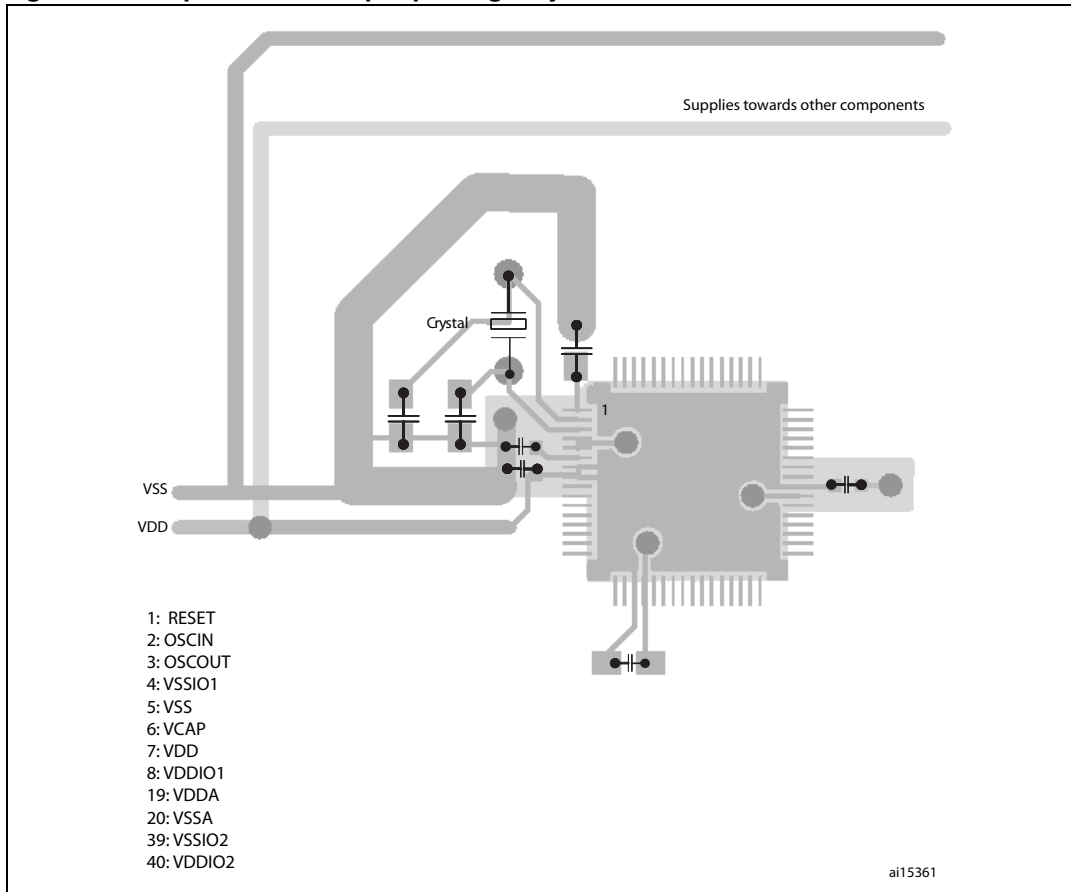 Supplies towards other components
Crystal
1
VSS
VDD
1: RESET
2: OSCIN
3: OSCOUT
4: VSSIO1
5: VSS
6: VCAP
7: VDD
8: VDDIO1
19: VDDA
20: VSSA
39: VSSIO2
40: VDDIO2
ai15361